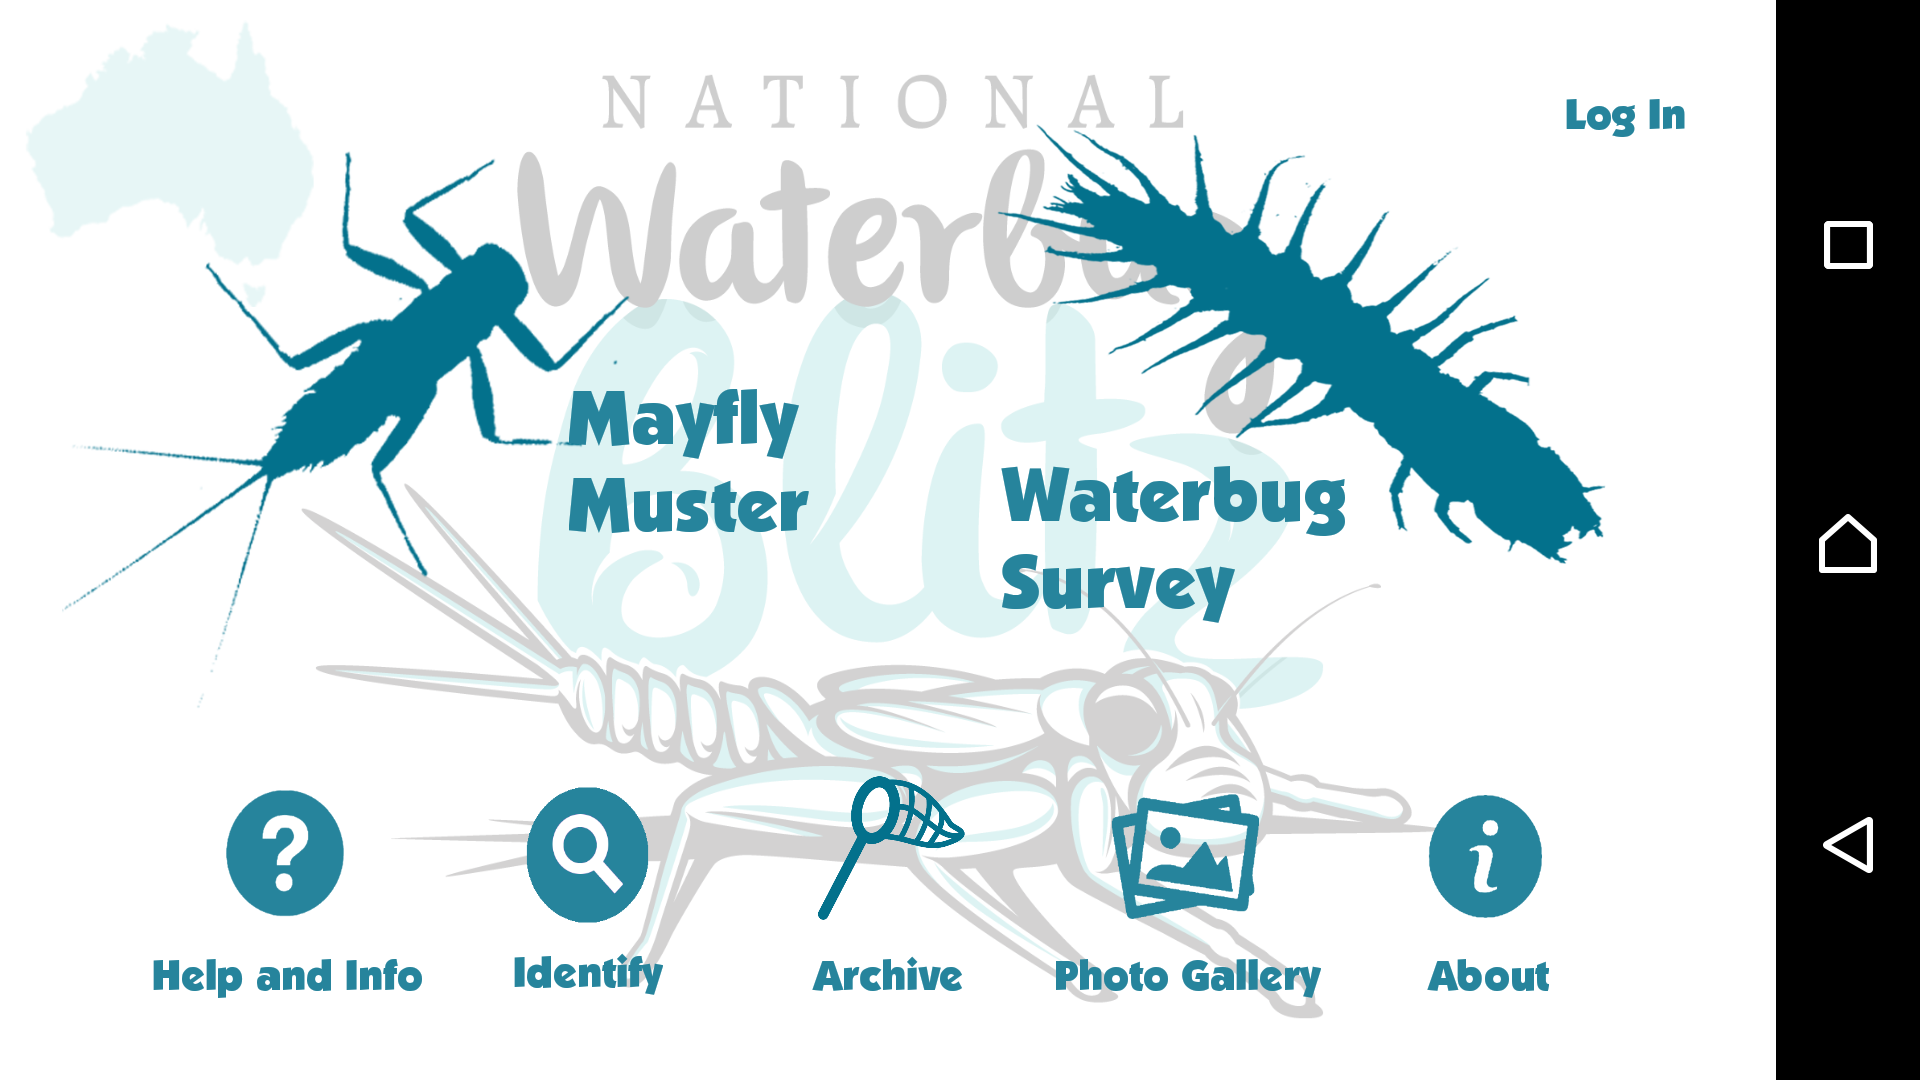 NATIONAL
Log In
Waterbug
Blitz
Mayfly
Muster
Waterbug
Survey
Help and Info
Identify
Archive
Photo Gallery
About